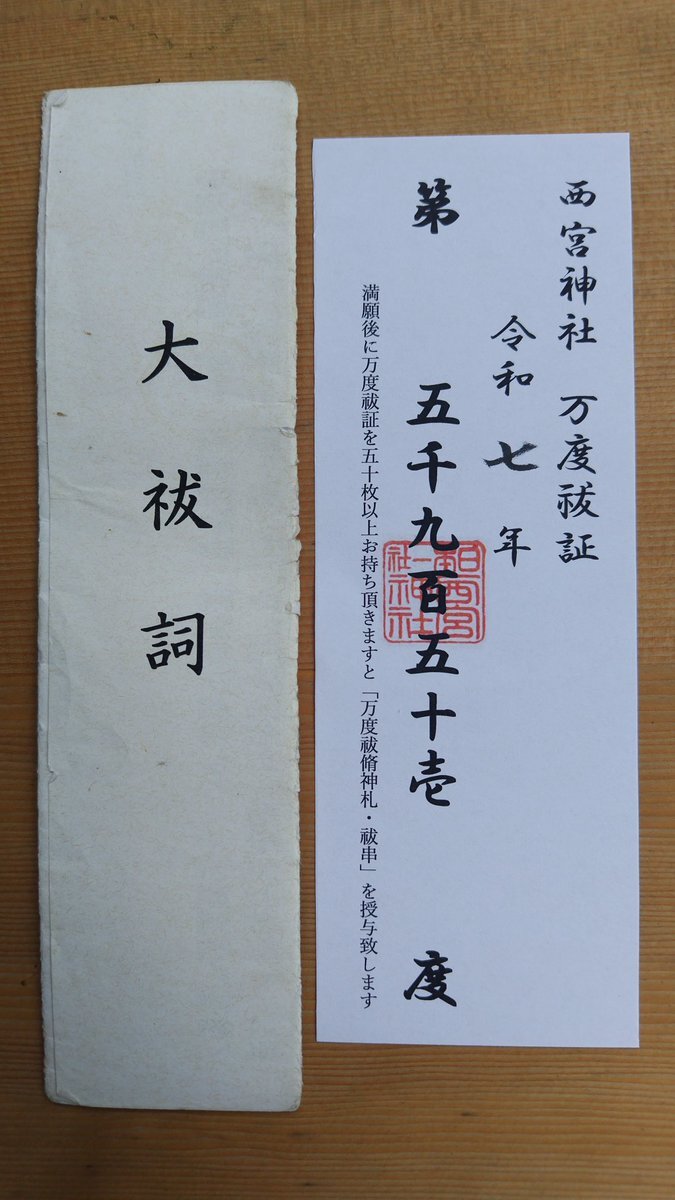 西宮神社 万度祓証
令和七年
第 五千九百五十壱 度
満願後に万度祓証を五十枚以上お持ち頂きますと「万度祓脩神札・祓串」を授与致します
大祓詞